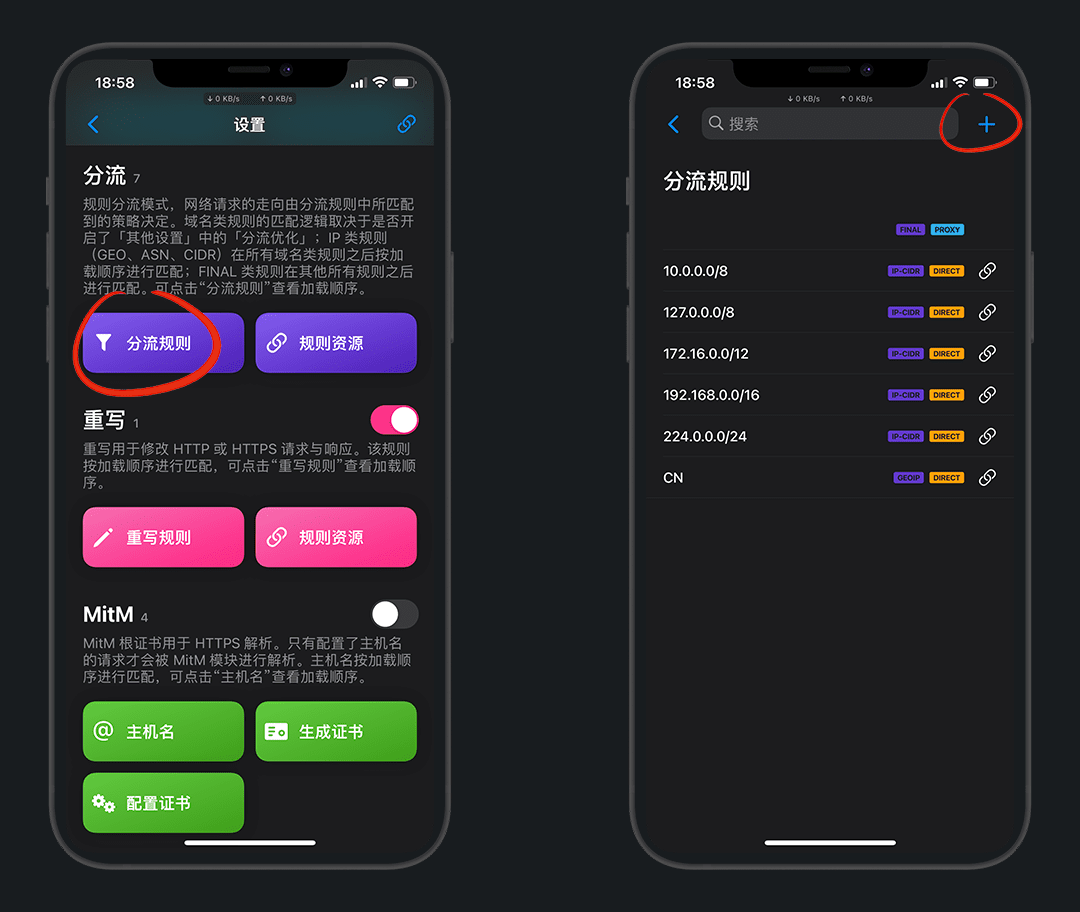 18:58
↓ 0 KB/s ↑ 0 KB/s
设置
分流 7
规则分流模式，网络请求的走向由分流规则中所匹配
到的策略决定。域名类规则的匹配逻辑取决于是否开
启了「其他设置」中的「分流优化」；IP 类规则
（GEO、ASN、CIDR）在所有域名类规则之后按加
载顺序进行匹配；FINAL 类规则在其他所有规则之后
进行匹配。可点击“分流规则”查看加载顺序。
分流规则
规则资源
重写 1
重写用于修改 HTTP 或 HTTPS 请求与响应。该规则
按加载顺序进行匹配，可点击“重写规则”查看加载顺
序。
重写规则
规则资源
MitM 4
MitM 根证书用于 HTTPS 解析。只有配置了主机名
的请求才会被 MitM 模块进行解析。主机名按加载顺
序进行匹配，可点击“主机名”查看加载顺序。
@ 主机名
生成证书
配置证书
18:58
↓ 0 KB/s ↑ 0 KB/s
搜索
分流规则
FINAL PROXY
10.0.0.0/8 IP-CIDR DIRECT
127.0.0.0/8 IP-CIDR DIRECT
172.16.0.0/12 IP-CIDR DIRECT
192.168.0.0/16 IP-CIDR DIRECT
224.0.0.0/24 IP-CIDR DIRECT
CN GEOIP DIRECT